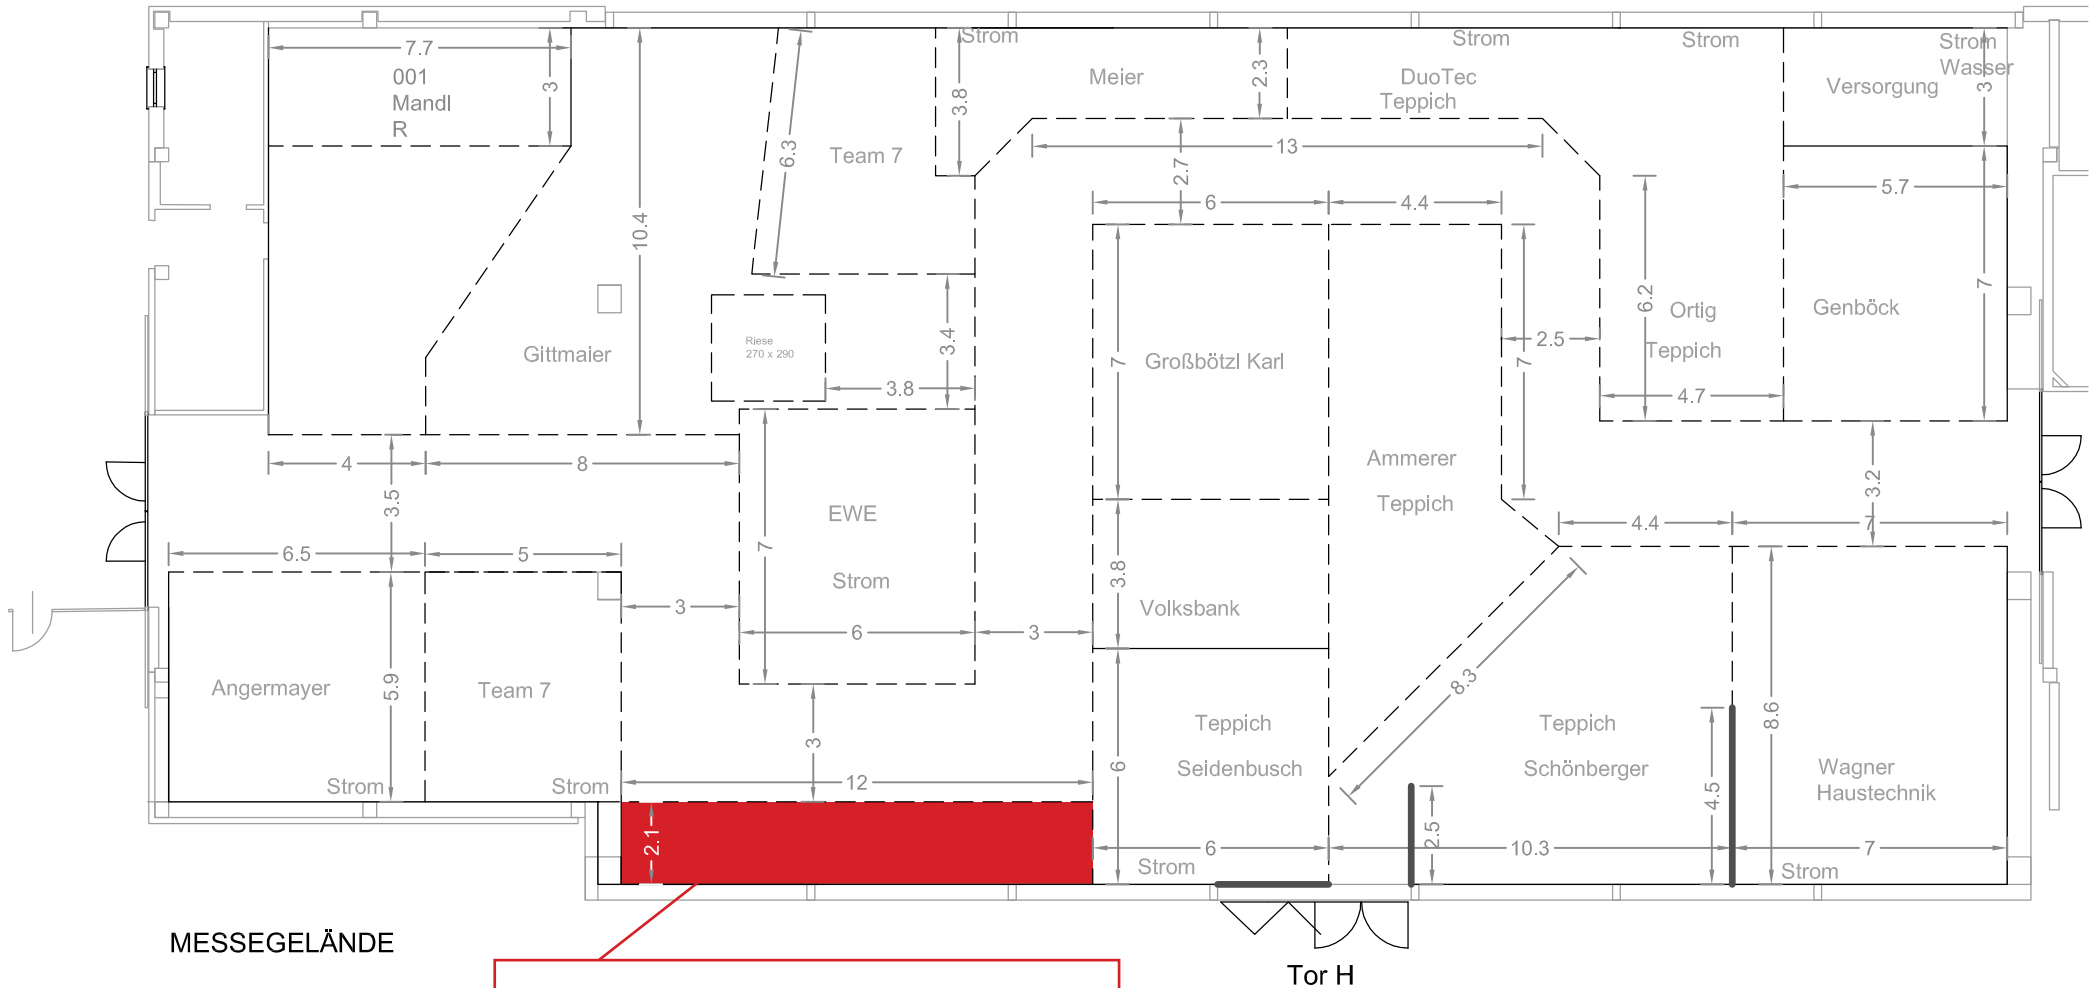 Strom
Strom
Strom
Strom
Wasser
7.7
001
Mandl
R
3
3.8
Meier
2.3
DuoTec
Teppich
Versorgung
3
6.3
Team 7
2.7
13
10.4
6
4.4
5.7
7
6.2
Ortig
Teppich
Genböck
Gittmaier
Riese
270 x 290
3.4
3.8
7
Großbötzl Karl
7
2.5
4.7
4
8
3.5
Ammerer
Teppich
3.2
EWE
Strom
7
6.5
5
4.4
7
3.8
Volksbank
3
6
3
Angermayer
5.9
Team 7
8.3
8.6
Teppich
Seidenbusch
Teppich
Schönberger
Wagner
Haustechnik
3
6
4.5
Strom
Strom
12
2.1
2.5
6
10.3
7
Strom
Strom
MESSEGELÄNDE
Tor H